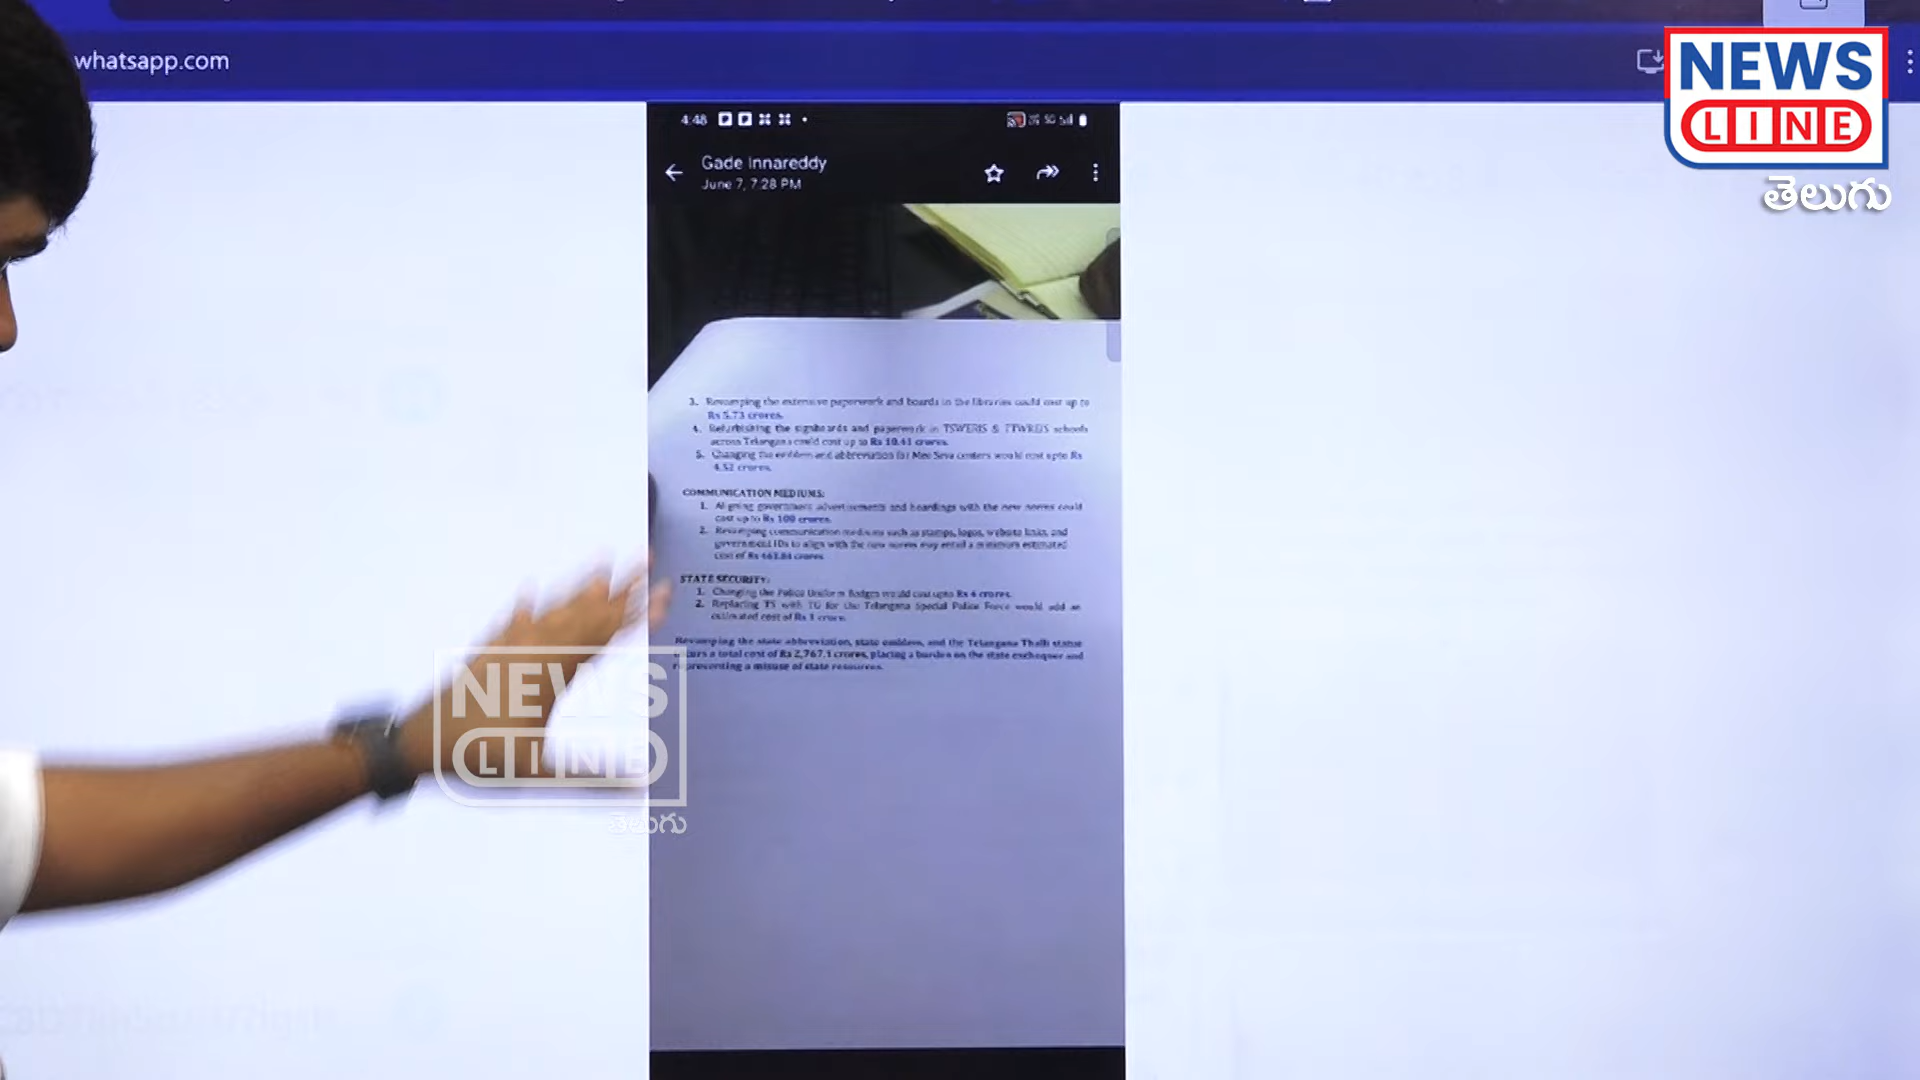 whatsapp.com
NEWS
LINE
తెలుగు
4:48
Gade Innareddy
June 7, 7:28 PM
3. Revamping the extensive paperwork and boards in the libraries could cost up to
Rs 5.73 crores.
4. Refurbishing the signboards and paperwork in TSWERIS & TTWREIS schools
across Telangana could cost up to Rs 10.41 crores.
5. Changing the emblem and abbreviation for Mee Seva centers would cost upto Rs
4.52 crores.
COMMUNICATION MEDIUMS:
1. Aligning government advertisements and hoardings with the new norms could
cost up to Rs 100 crores.
2. Revamping communication mediums such as stamps, logos, website links, and
government IDs to align with the new norms may entail a minimum estimated
cost of Rs crores
STATE SECURITY:
1. Changing the Police Uniform Badges would cost upto Rs 6 crores.
2. Replacing TS with TG for the Telangana Special Police Force would add an
estimated cost of Rs 1 crore.
Revamping the state abbreviation, state emblem, and the Telangana Thalli statue
a total cost of Rs 2,767.1 crores, placing a burden on the state exchequer and
representing a misuse of state resources.
NEWS
LINE
తెలుగు